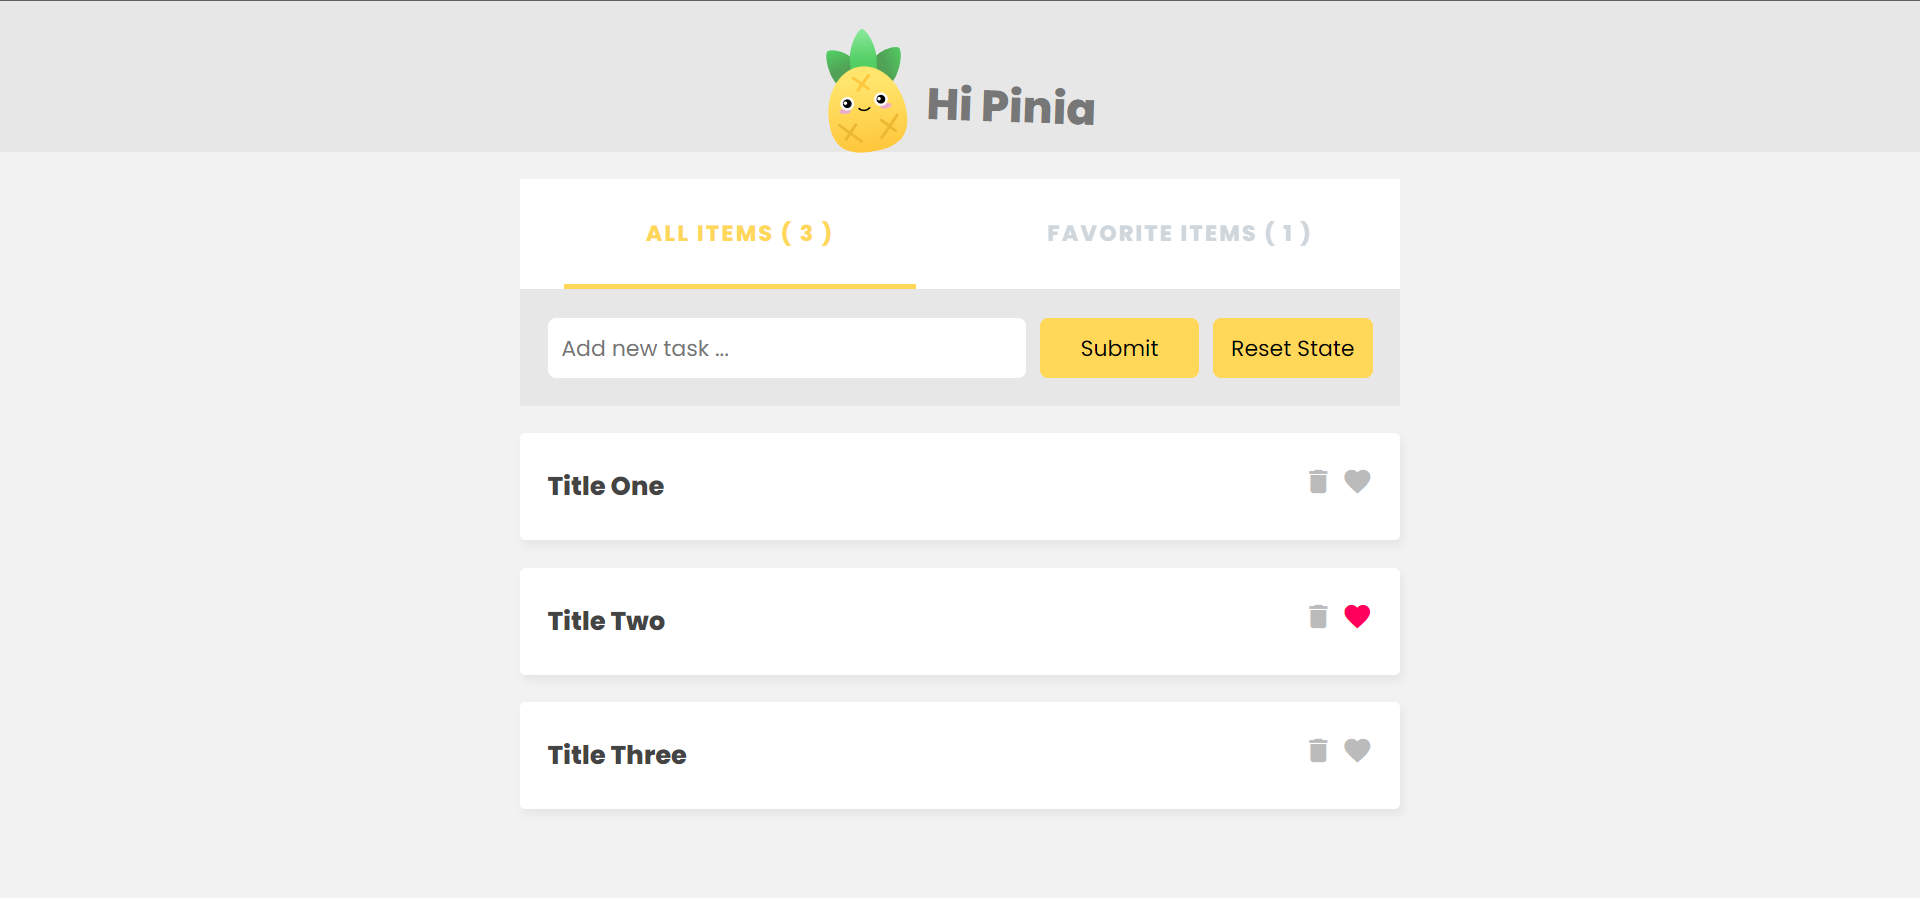 Hi Pinia
ALL ITEMS ( 3 )
FAVORITE ITEMS ( 1 )
Add new task ...
Submit
Reset State
Title One
Title Two
Title Three